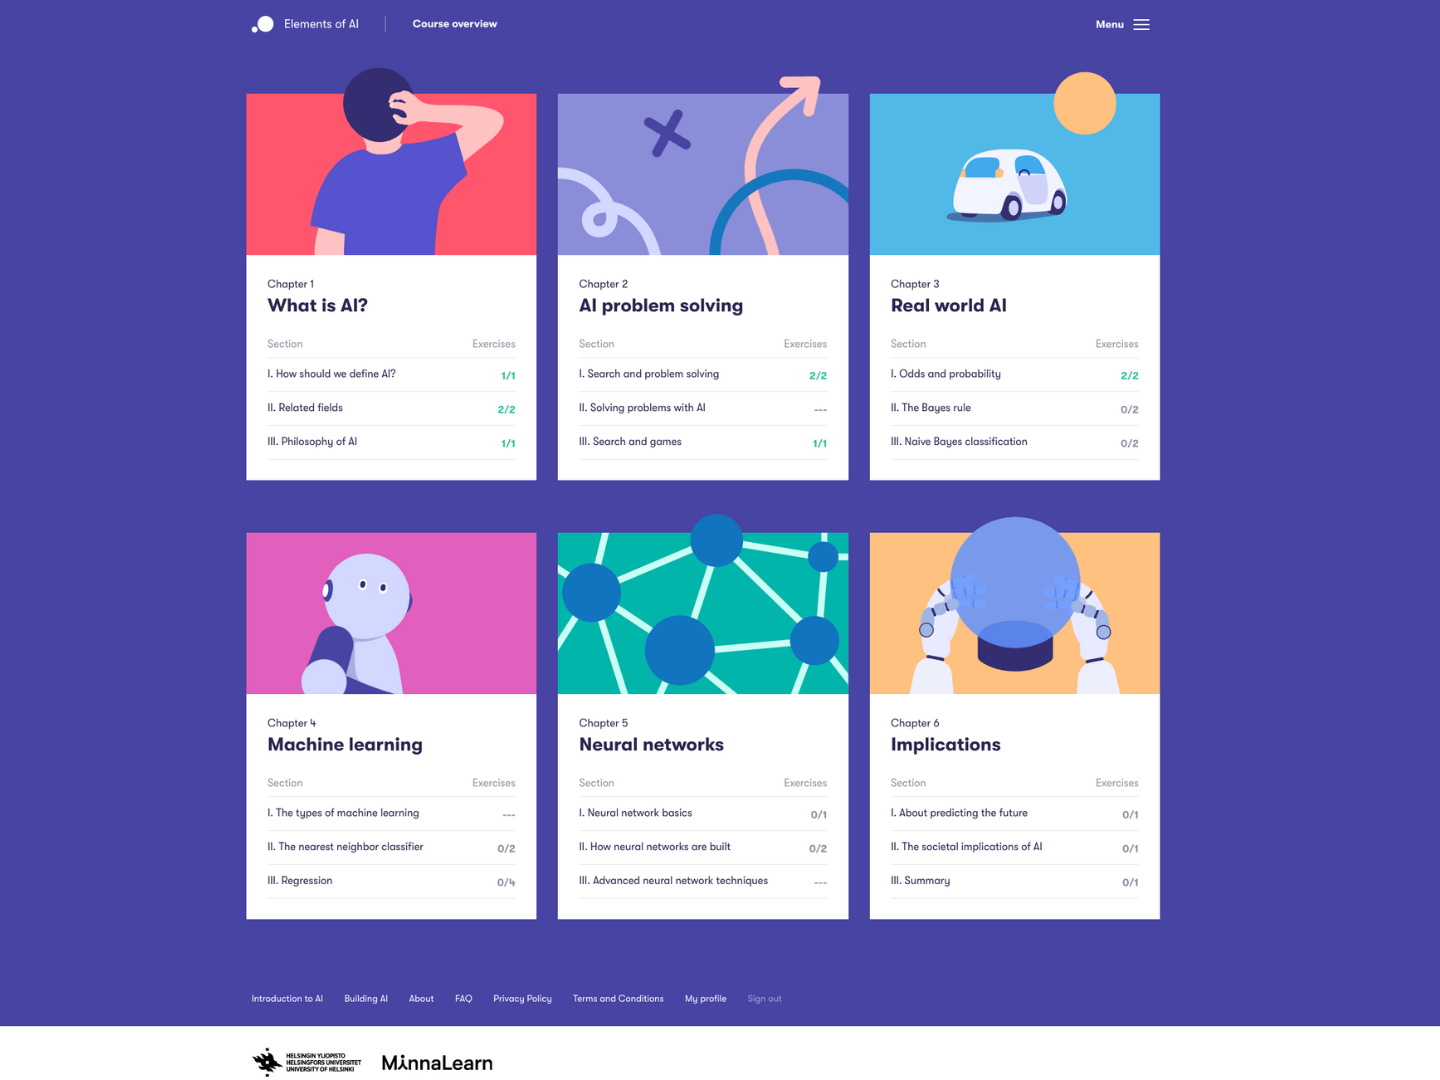 Elements of AI
Course overview
Menu
Chapter 1
What is AI?
Section Exercises
I. How should we define AI? 1/1
II. Related fields 2/2
III. Philosophy of AI 1/1
Chapter 2
AI problem solving
Section Exercises
I. Search and problem solving 2/2
II. Solving problems with AI ---
III. Search and games 1/1
Chapter 3
Real world AI
Section Exercises
I. Odds and probability 2/2
II. The Bayes rule 0/2
III. Naive Bayes classification 0/2
Chapter 4
Machine learning
Section Exercises
I. The types of machine learning ---
II. The nearest neighbor classifier 0/2
III. Regression 0/4
Chapter 5
Neural networks
Section Exercises
I. Neural network basics 0/1
II. How neural networks are built 0/2
III. Advanced neural network techniques ---
Chapter 6
Implications
Section Exercises
I. About predicting the future 0/1
II. The societal implications of AI 0/1
III. Summary 0/1
Introduction to AI Building AI About FAQ Privacy Policy Terms and Conditions My profile Sign out
HELSINGIN YLIOPISTO
HELSINGFORS UNIVERSITET
UNIVERSITY OF HELSINKI
MinnaLearn